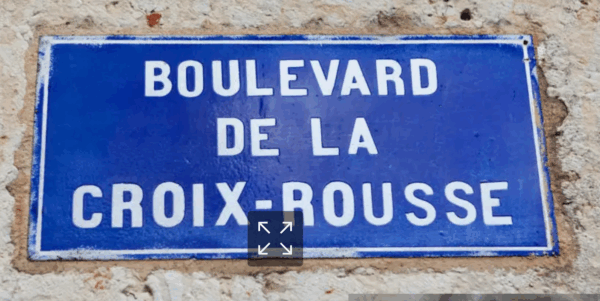 BOULEVARD
DE LA
CROIX-ROUSSE